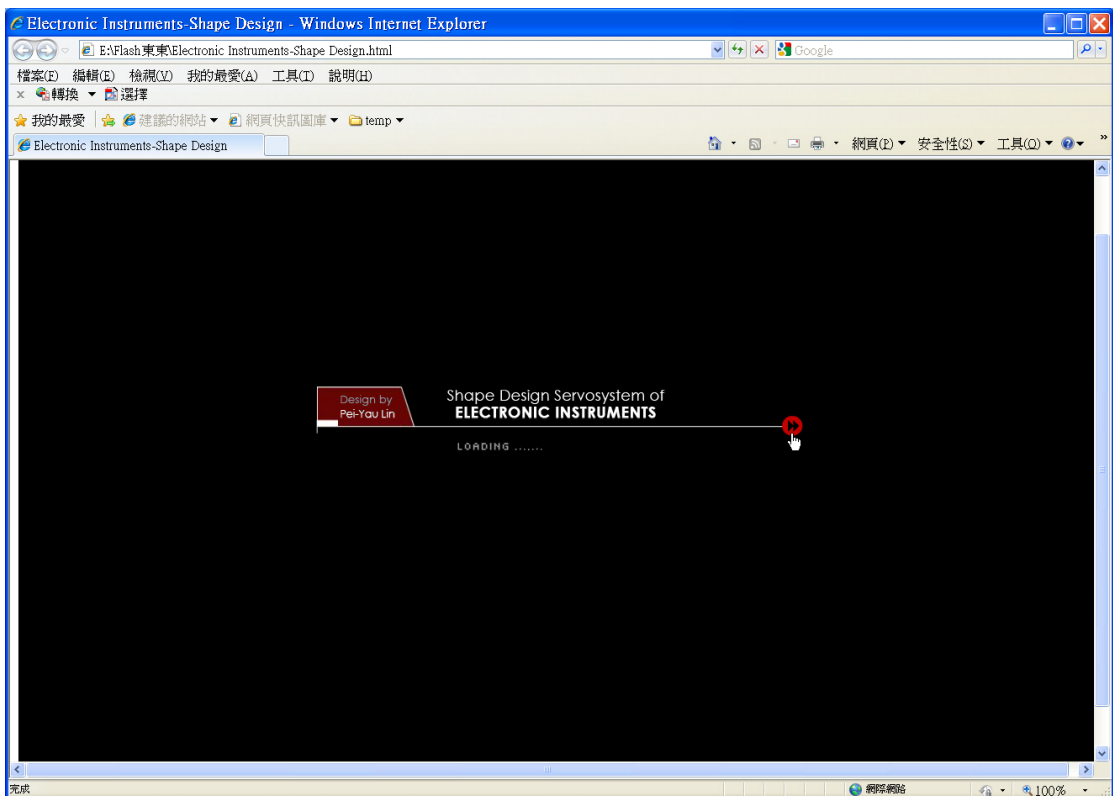 Electronic Instruments-Shape Design - Windows Internet Explorer
E:\Flash東東\Electronic Instruments-Shape Design.html
Google
檔案(F) 編輯(E) 檢視(V) 我的最愛(A) 工具(T) 說明(H)
x 轉換 選擇
我的最愛 建議的網站 網頁快訊圖庫 temp
Electronic Instruments-Shape Design
網頁(P) 安全性(S) 工具(O) »
Design by
Pei-Yau Lin
Shape Design Servosystem of
ELECTRONIC INSTRUMENTS
LOADING .......
完成
網際網路
100%